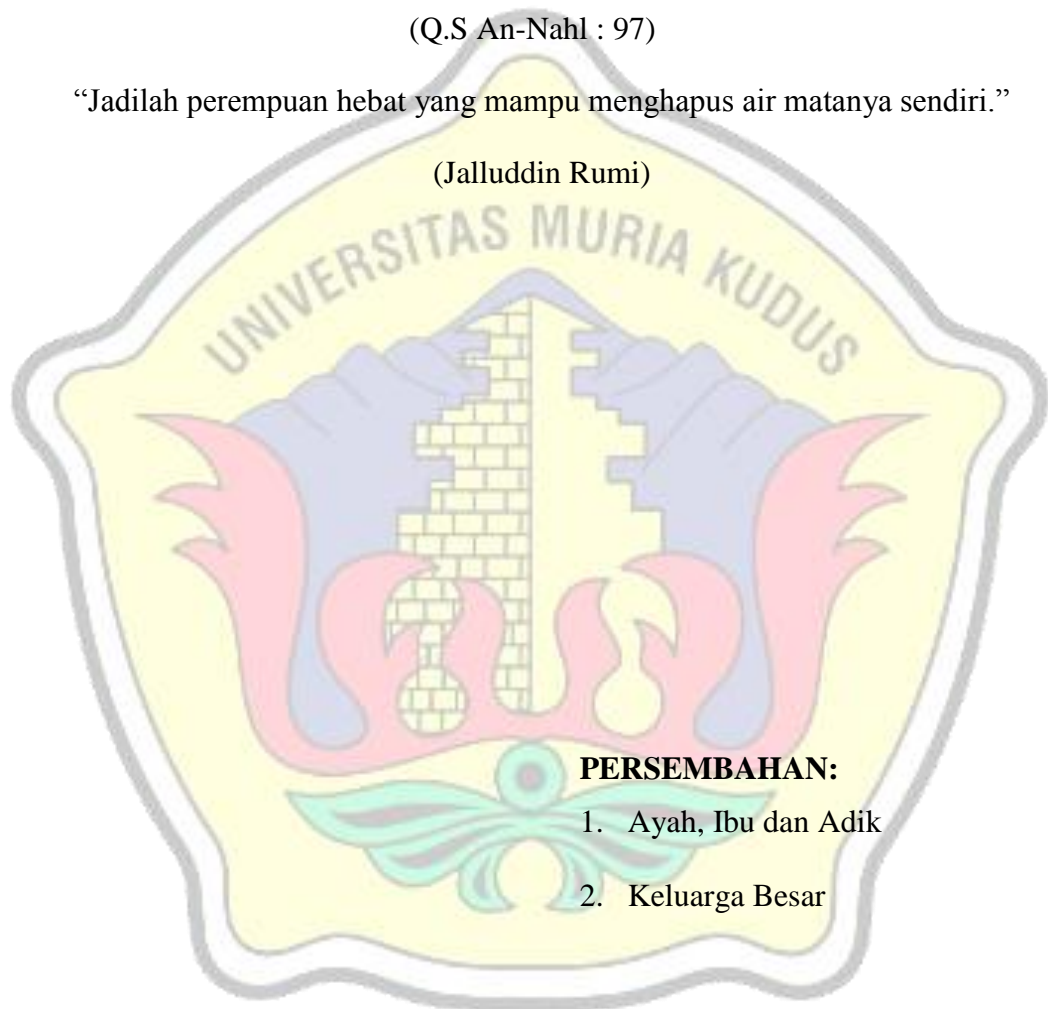 (Q.S An-Nahl : 97)
“Jadilah perempuan hebat yang mampu menghapus air matanya sendiri.”
(Jalluddin Rumi)
UNIVERSITAS MURIA KUDUS
PERSEMBAHAN:
1. Ayah, Ibu dan Adik
2. Keluarga Besar